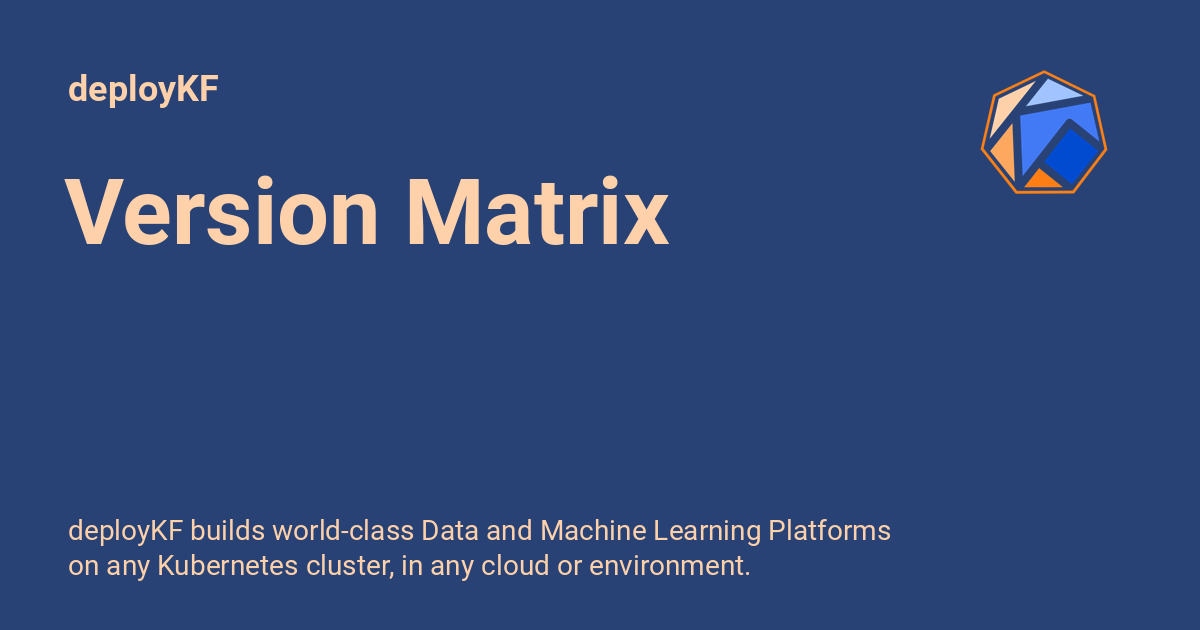 deployKF
Version Matrix
deployKF builds world-class Data and Machine Learning Platforms
on any Kubernetes cluster, in any cloud or environment.